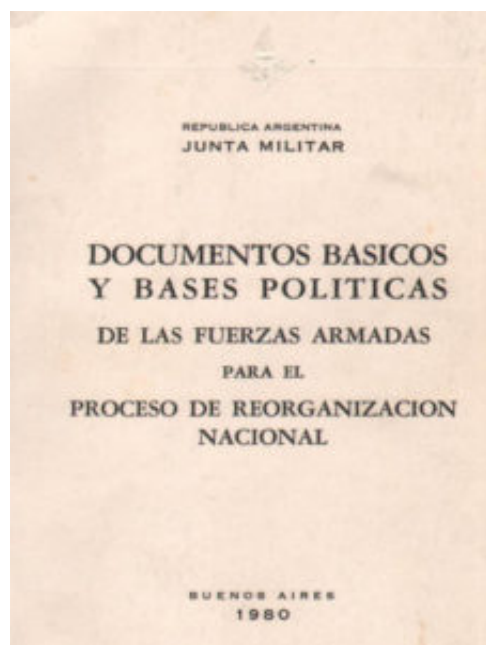 REPUBLICA ARGENTINA
JUNTA MILITAR
DOCUMENTOS BASICOS
Y BASES POLITICAS
DE LAS FUERZAS ARMADAS
PARA EL
PROCESO DE REORGANIZACION
NACIONAL
BUENOS AIRES
1980